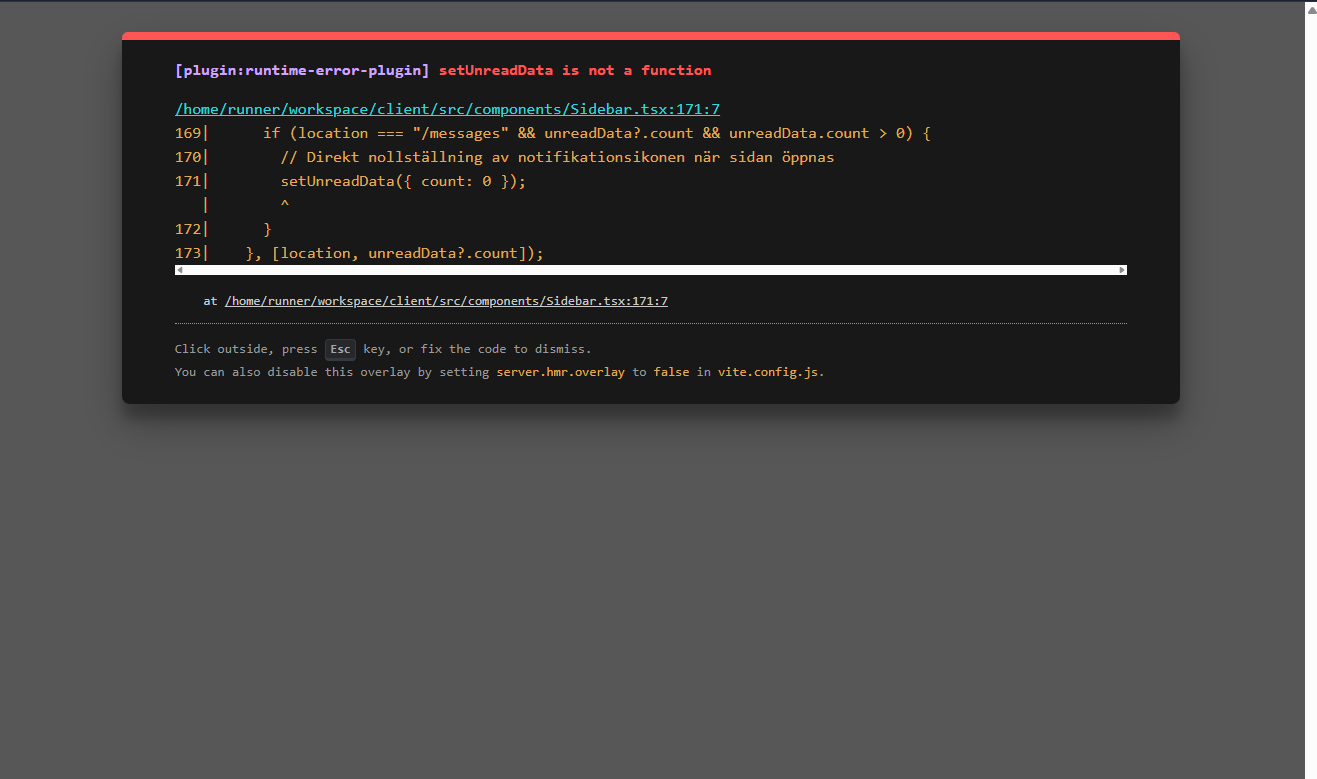 [plugin:runtime-error-plugin] setUnreadData is not a function
/home/runner/workspace/client/src/components/Sidebar.tsx:171:7
169|      if (location === "/messages" && unreadData?.count && unreadData.count > 0) {
170|        // Direkt nollställning av notifikationsikonen när sidan öppnas
171|        setUnreadData({ count: 0 });
   |        ^
172|      }
173|    }, [location, unreadData?.count]);
at /home/runner/workspace/client/src/components/Sidebar.tsx:171:7
Click outside, press Esc key, or fix the code to dismiss.
You can also disable this overlay by setting server.hmr.overlay to false in vite.config.js.